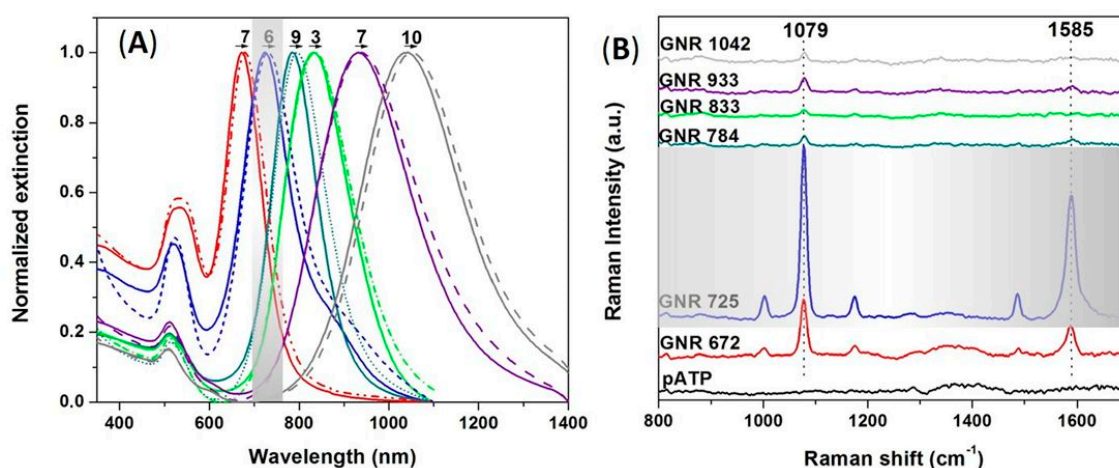 (A)
7 6 9 3 7 10
1.0
0.8
0.6
0.4
0.2
0.0
Normalized extinction
400 600 800 1000 1200 1400
Wavelength (nm)
(B)
1079 1585
GNR 1042
GNR 933
GNR 833
GNR 784
GNR 725
GNR 672
pATP
Raman Intensity (a.u.)
800 1000 1200 1400 1600
Raman shift (cm⁻¹)